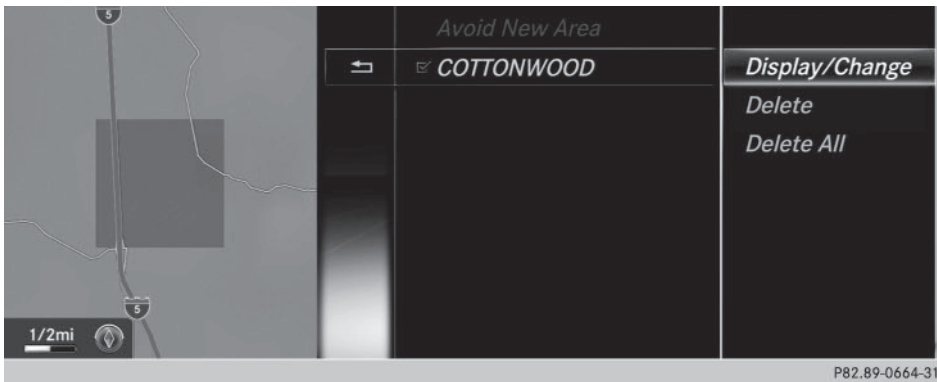 5
5
1/2mi
Avoid New Area
COTTONWOOD
Display/Change
Delete
Delete All
P82.89-0664-31